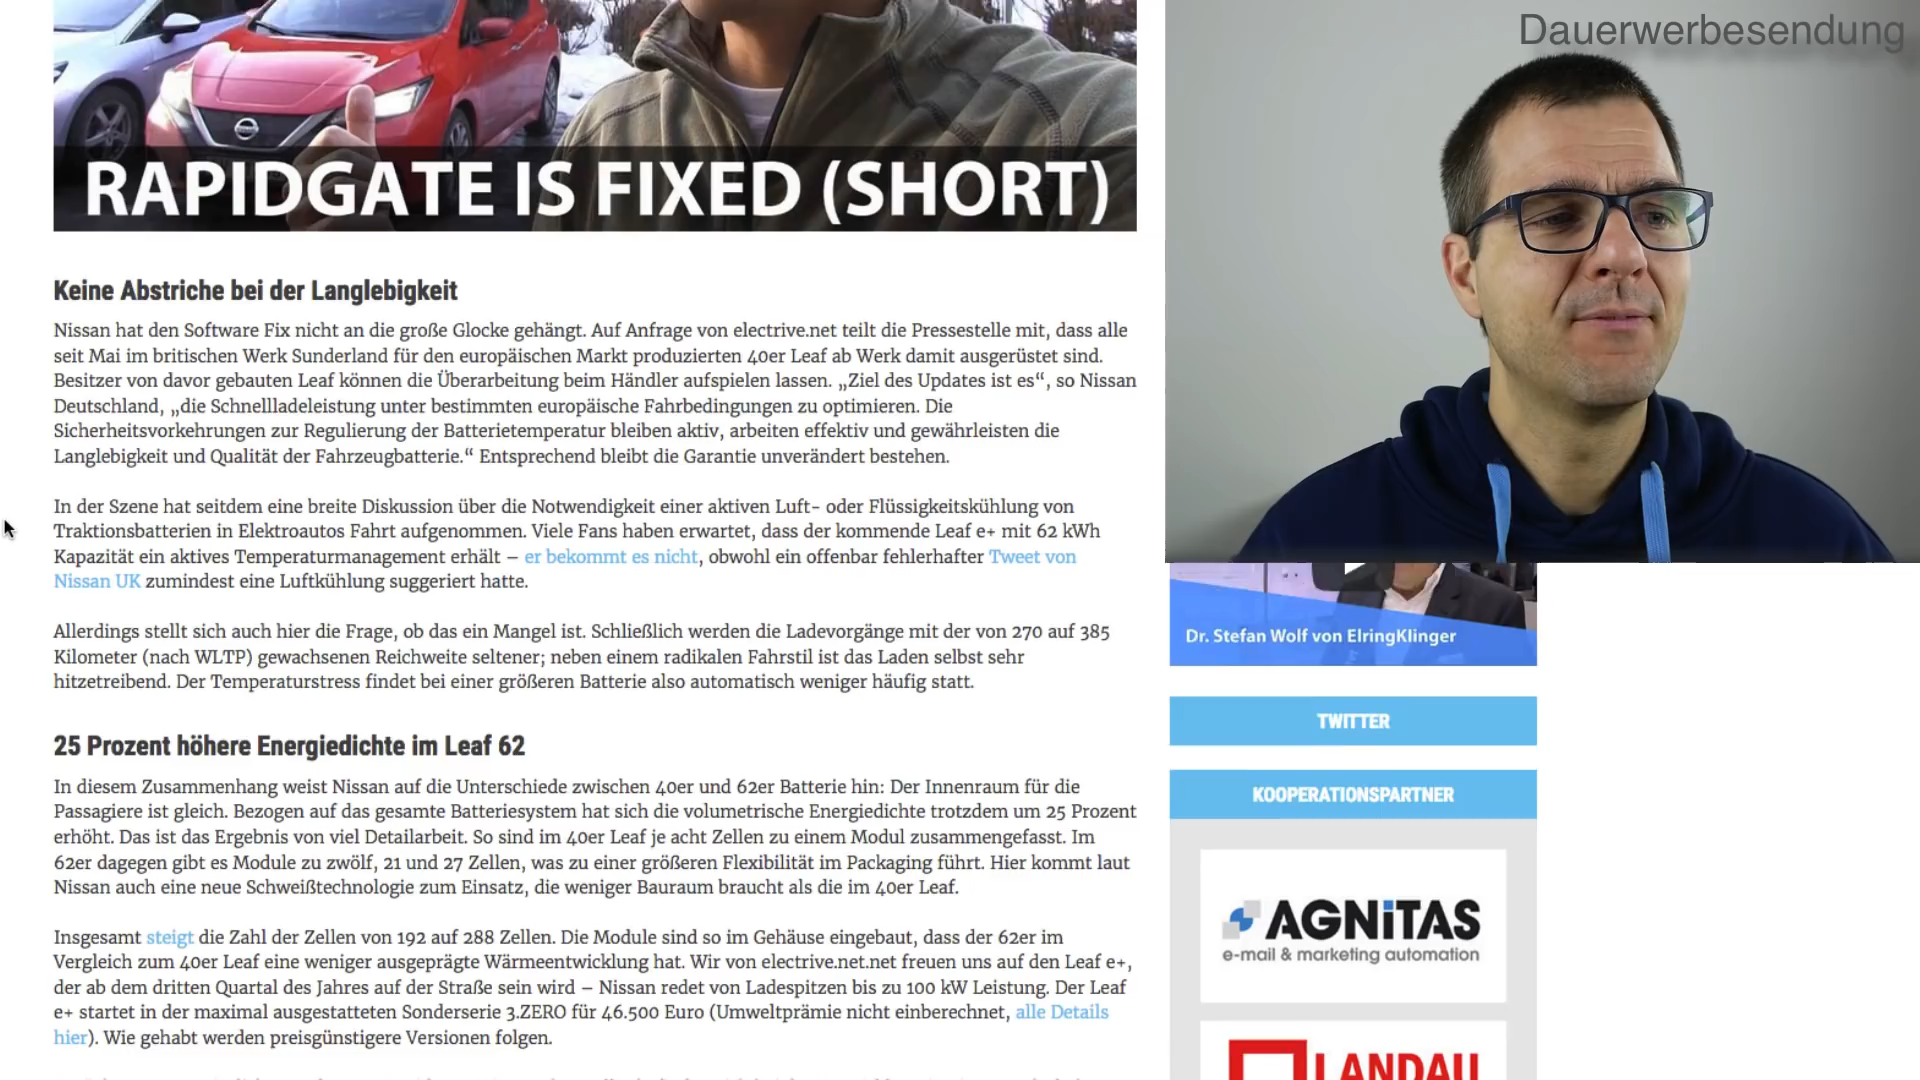 Dauerwerbesendung
RAPIDGATE IS FIXED (SHORT)
Keine Abstriche bei der Langlebigkeit
Nissan hat den Software Fix nicht an die große Glocke gehängt. Auf Anfrage von electrive.net teilt die Pressestelle mit, dass alle
seit Mai im britischen Werk Sunderland für den europäischen Markt produzierten 40er Leaf ab Werk damit ausgerüstet sind.
Besitzer von davor gebauten Leaf können die Überarbeitung beim Händler aufspielen lassen. „Ziel des Updates ist es“, so Nissan
Deutschland, „die Schnellladeleistung unter bestimmten europäische Fahrbedingungen zu optimieren. Die
Sicherheitsvorkehrungen zur Regulierung der Batterietemperatur bleiben aktiv, arbeiten effektiv und gewährleisten die
Langlebigkeit und Qualität der Fahrzeugbatterie.“ Entsprechend bleibt die Garantie unverändert bestehen.
In der Szene hat seitdem eine breite Diskussion über die Notwendigkeit einer aktiven Luft- oder Flüssigkeitskühlung von
Traktionsbatterien in Elektroautos Fahrt aufgenommen. Viele Fans haben erwartet, dass der kommende Leaf e+ mit 62 kWh
Kapazität ein aktives Temperaturmanagement erhält – er bekommt es nicht, obwohl ein offenbar fehlerhafter Tweet von
Nissan UK zumindest eine Luftkühlung suggeriert hatte.
Allerdings stellt sich auch hier die Frage, ob das ein Mangel ist. Schließlich werden die Ladevorgänge mit der von 270 auf 385
Kilometer (nach WLTP) gewachsenen Reichweite seltener; neben einem radikalen Fahrstil ist das Laden selbst sehr
hitzetreibend. Der Temperaturstress findet bei einer größeren Batterie also automatisch weniger häufig statt.
25 Prozent höhere Energiedichte im Leaf 62
In diesem Zusammenhang weist Nissan auf die Unterschiede zwischen 40er und 62er Batterie hin: Der Innenraum für die
Passagiere ist gleich. Bezogen auf das gesamte Batteriesystem hat sich die volumetrische Energiedichte trotzdem um 25 Prozent
erhöht. Das ist das Ergebnis von viel Detailarbeit. So sind im 40er Leaf je acht Zellen zu einem Modul zusammengefasst. Im
62er dagegen gibt es Module zu zwölf, 21 und 27 Zellen, was zu einer größeren Flexibilität im Packaging führt. Hier kommt laut
Nissan auch eine neue Schweißtechnologie zum Einsatz, die weniger Bauraum braucht als die im 40er Leaf.
Insgesamt steigt die Zahl der Zellen von 192 auf 288 Zellen. Die Module sind so im Gehäuse eingebaut, dass der 62er im
Vergleich zum 40er Leaf eine weniger ausgeprägte Wärmeentwicklung hat. Wir von electrive.net.net freuen uns auf den Leaf e+,
der ab dem dritten Quartal des Jahres auf der Straße sein wird – Nissan redet von Ladespitzen bis zu 100 kW Leistung. Der Leaf
e+ startet in der maximal ausgestatteten Sonderserie 3.ZERO für 46.500 Euro (Umweltprämie nicht einberechnet, alle Details
hier). Wie gehabt werden preisgünstigere Versionen folgen.
Dr. Stefan Wolf von ElringKlinger
TWITTER
KOOPERATIONSPARTNER
AGNiTAS
e-mail & marketing automation
LANDAU